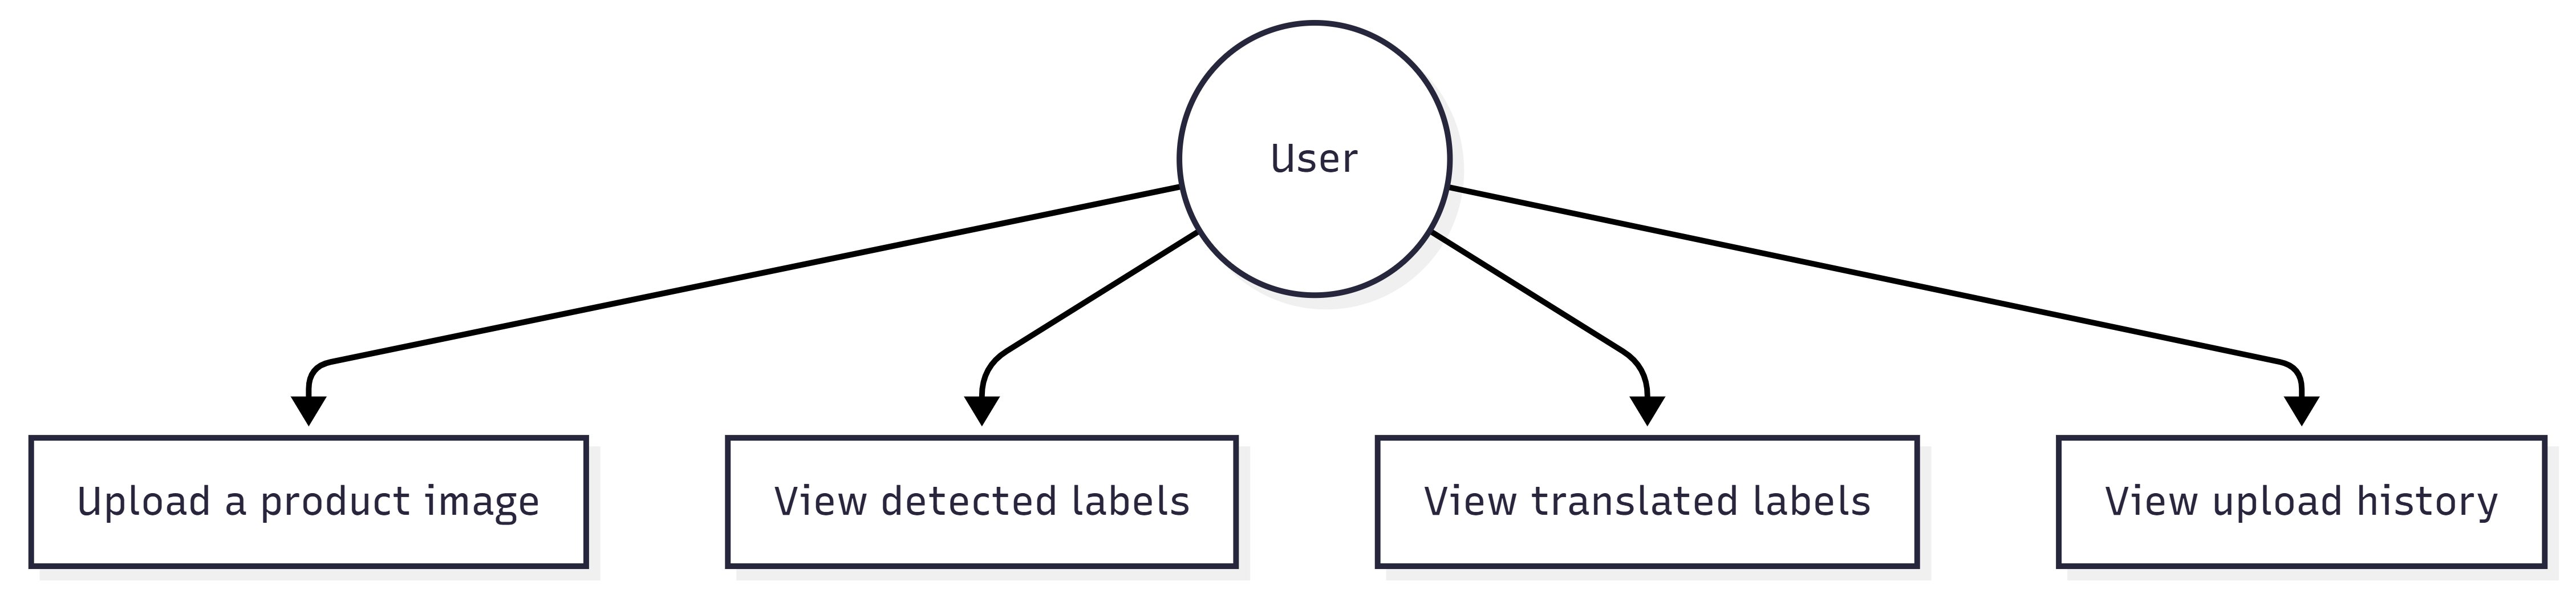 User
Upload a product image
View detected labels
View translated labels
View upload history